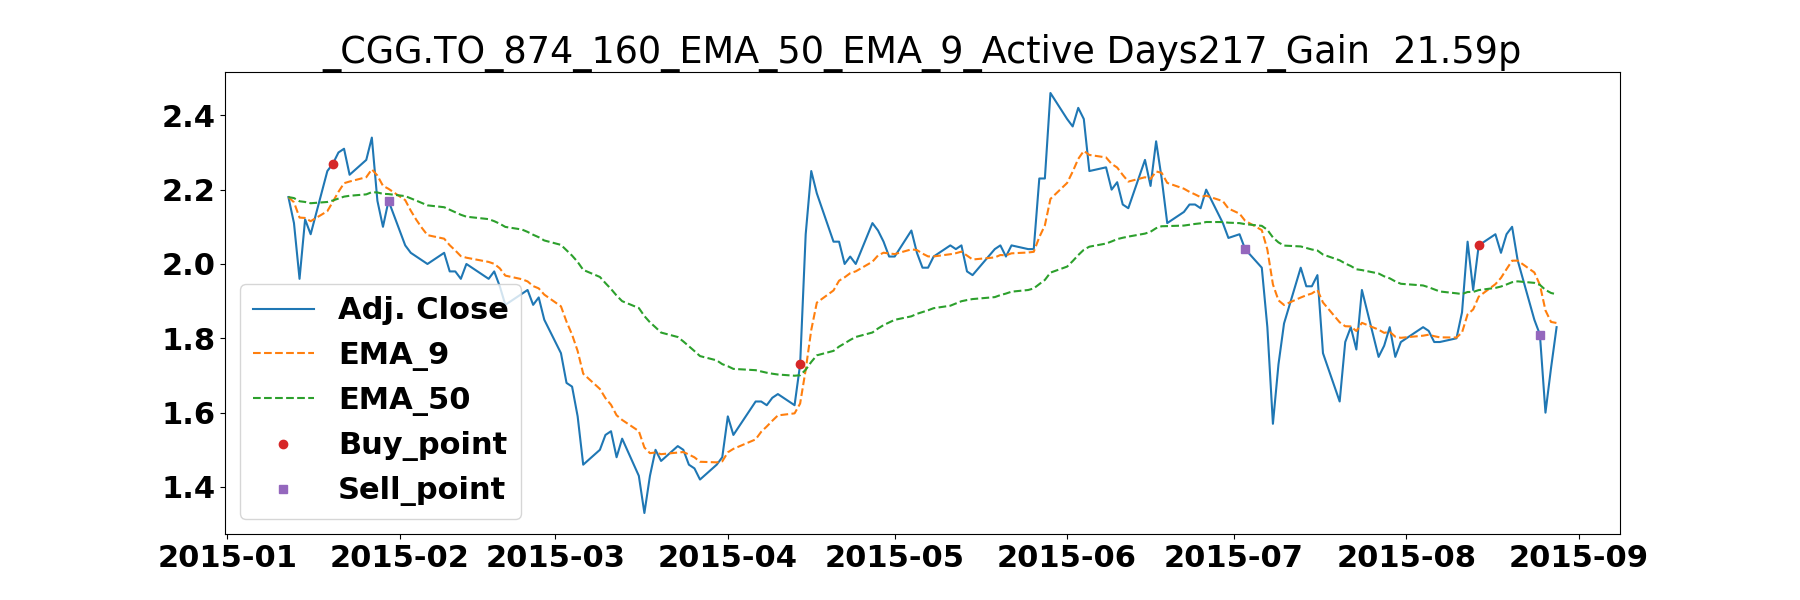 _CGG.TO_874_160_EMA_50_EMA_9_Active Days217_Gain  21.59p
2.4
2.2
2.0
1.8
1.6
1.4
Adj. Close
EMA_9
EMA_50
Buy_point
Sell_point
2015-01 2015-02 2015-03 2015-04 2015-05 2015-06 2015-07 2015-08 2015-09